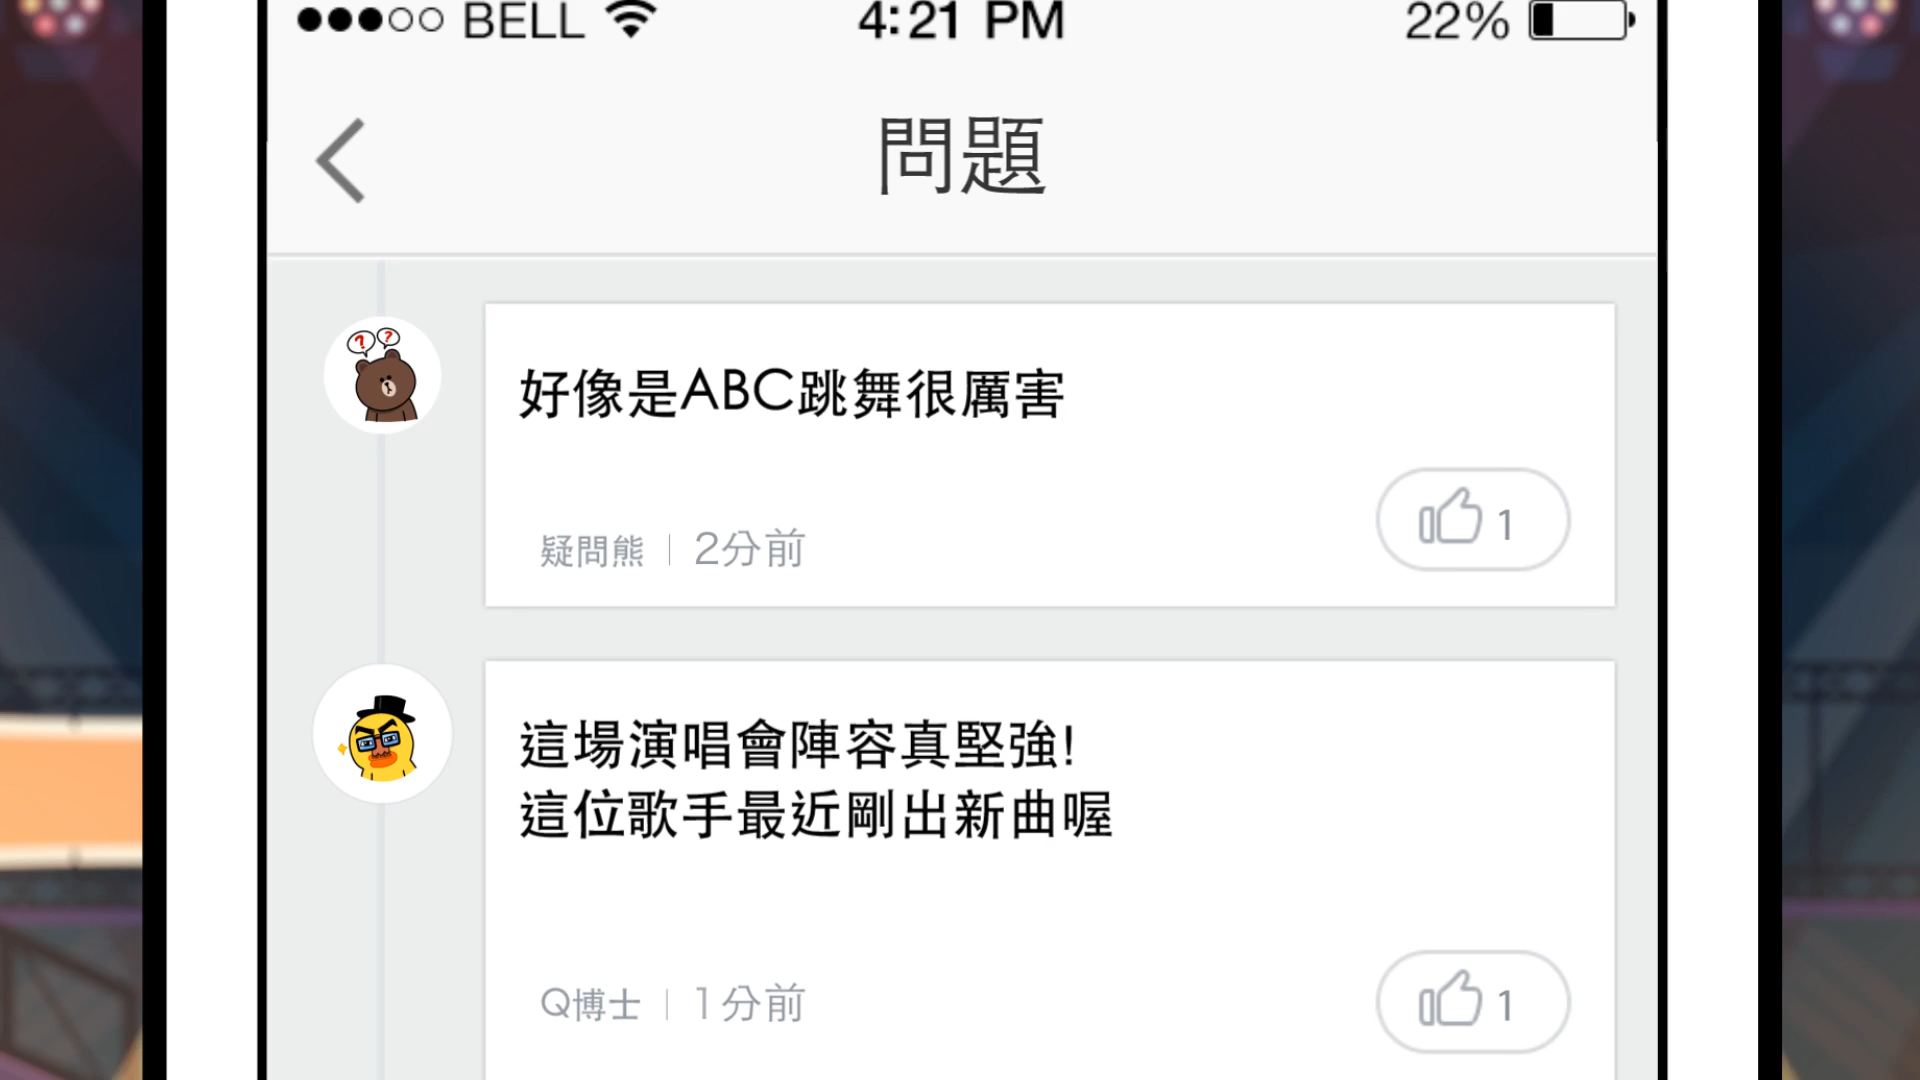 BELL 4:21 PM 22%
問題
? ?
好像是ABC跳舞很厲害
疑問熊 | 2分前
1
這場演唱會陣容真堅強!
這位歌手最近剛出新曲喔
Q博士 | 1分前
1